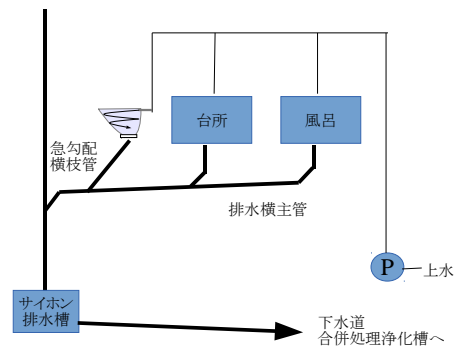 台所
風呂
急勾配
横枝管
排水横主管
P
上水
サイホン
排水槽
下水道
合併処理浄化槽へ